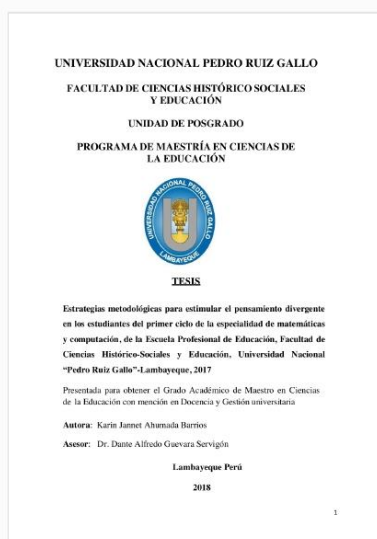 UNIVERSIDAD NACIONAL PEDRO RUIZ GALLO
FACULTAD DE CIENCIAS HISTÓRICO SOCIALES
Y EDUCACIÓN
UNIDAD DE POSGRADO
PROGRAMA DE MAESTRÍA EN CIENCIAS DE
LA EDUCACIÓN
UNIVERSIDAD NACIONAL PEDRO RUIZ GALLO
LAMBAYEQUE
TESIS
Estrategias metodológicas para estimular el pensamiento divergente
en los estudiantes del primer ciclo de la especialidad de matemáticas
y computación, de la Escuela Profesional de Educación, Facultad de
Ciencias Histórico-Sociales y Educación, Universidad Nacional
“Pedro Ruiz Gallo”-Lambayeque, 2017
Presentada para obtener el Grado Académico de Maestro en Ciencias
de la Educación con mención en Docencia y Gestión universitaria
Autora: Karin Jannet Ahumada Barrios
Asesor: Dr. Dante Alfredo Guevara Servigón
Lambayeque Perú
2018
1